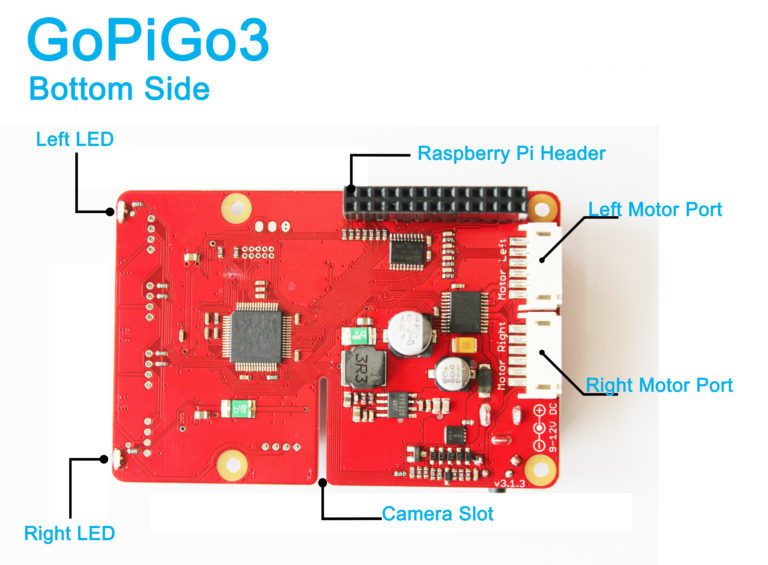 GoPiGo3
Bottom Side
Left LED
Raspberry Pi Header
Left Motor Port
Motor Left
Motor Right
3R3
Right Motor Port
9-12V DC
v3.1.3
Camera Slot
Right LED